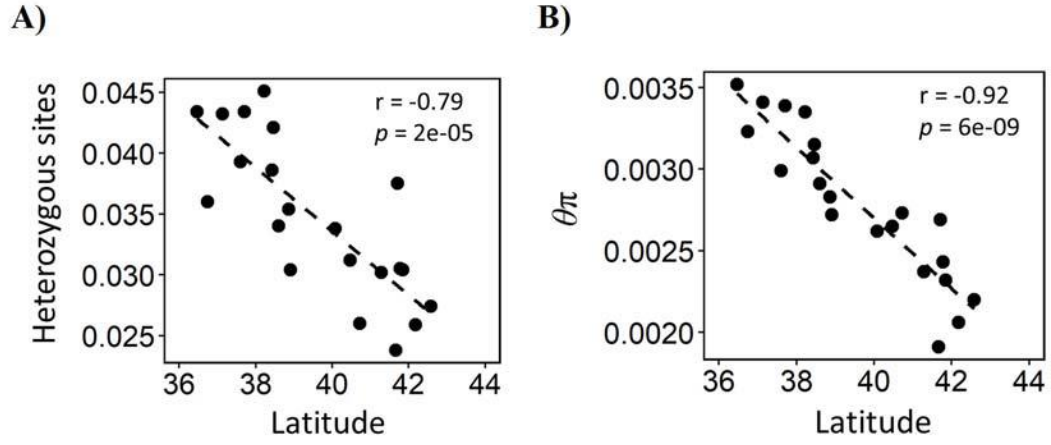 A)
r = -0.79
p = 2e-05
0.045
0.040
0.035
0.030
0.025
Heterozygous sites
36 38 40 42 44
Latitude
B)
r = -0.92
p = 6e-09
0.0035
0.0030
0.0025
0.0020
θπ
36 38 40 42 44
Latitude